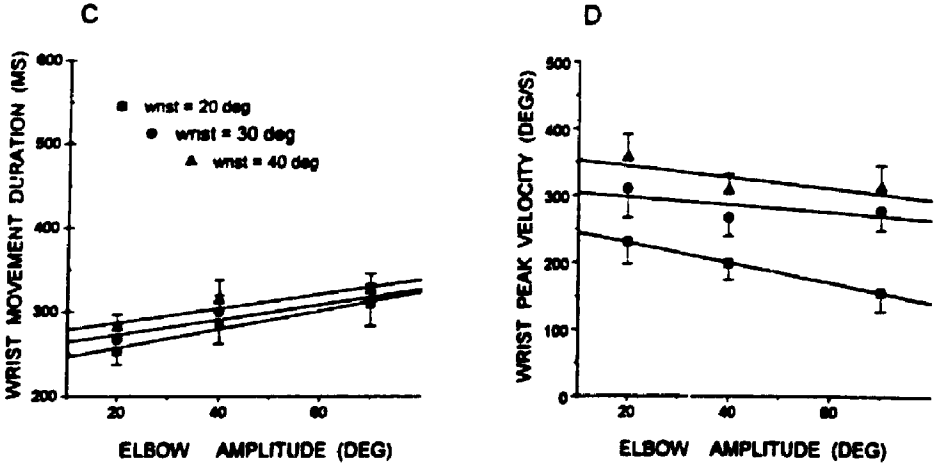 C
WRIST MOVEMENT DURATION (MS)
600
500
400
300
200
wrist = 20 deg
wrist = 30 deg
wrist = 40 deg
20
40
60
ELBOW AMPLITUDE (DEG)
D
WRIST PEAK VELOCITY (DEG/S)
500
400
300
200
100
0
20
40
60
ELBOW AMPLITUDE (DEG)